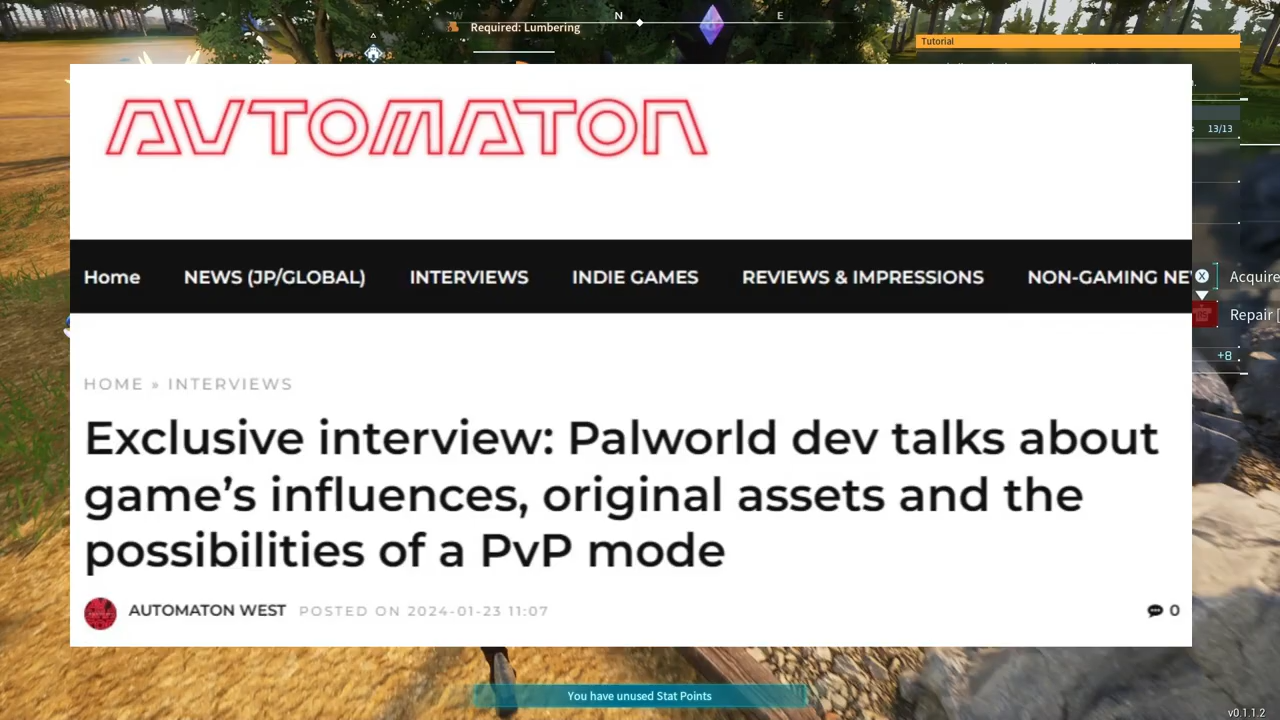 N
E
Required: Lumbering
Tutorial
AUTOMATON
13/13
Home NEWS (JP/GLOBAL) INTERVIEWS INDIE GAMES REVIEWS & IMPRESSIONS NON-GAMING
X Acquire
Repair [
+8
HOME » INTERVIEWS
Exclusive interview: Palworld dev talks about
game’s influences, original assets and the
possibilities of a PvP mode
AUTOMATON WEST POSTED ON 2024-01-23 11:07
0
You have unused Stat Points
v0.1.1.2